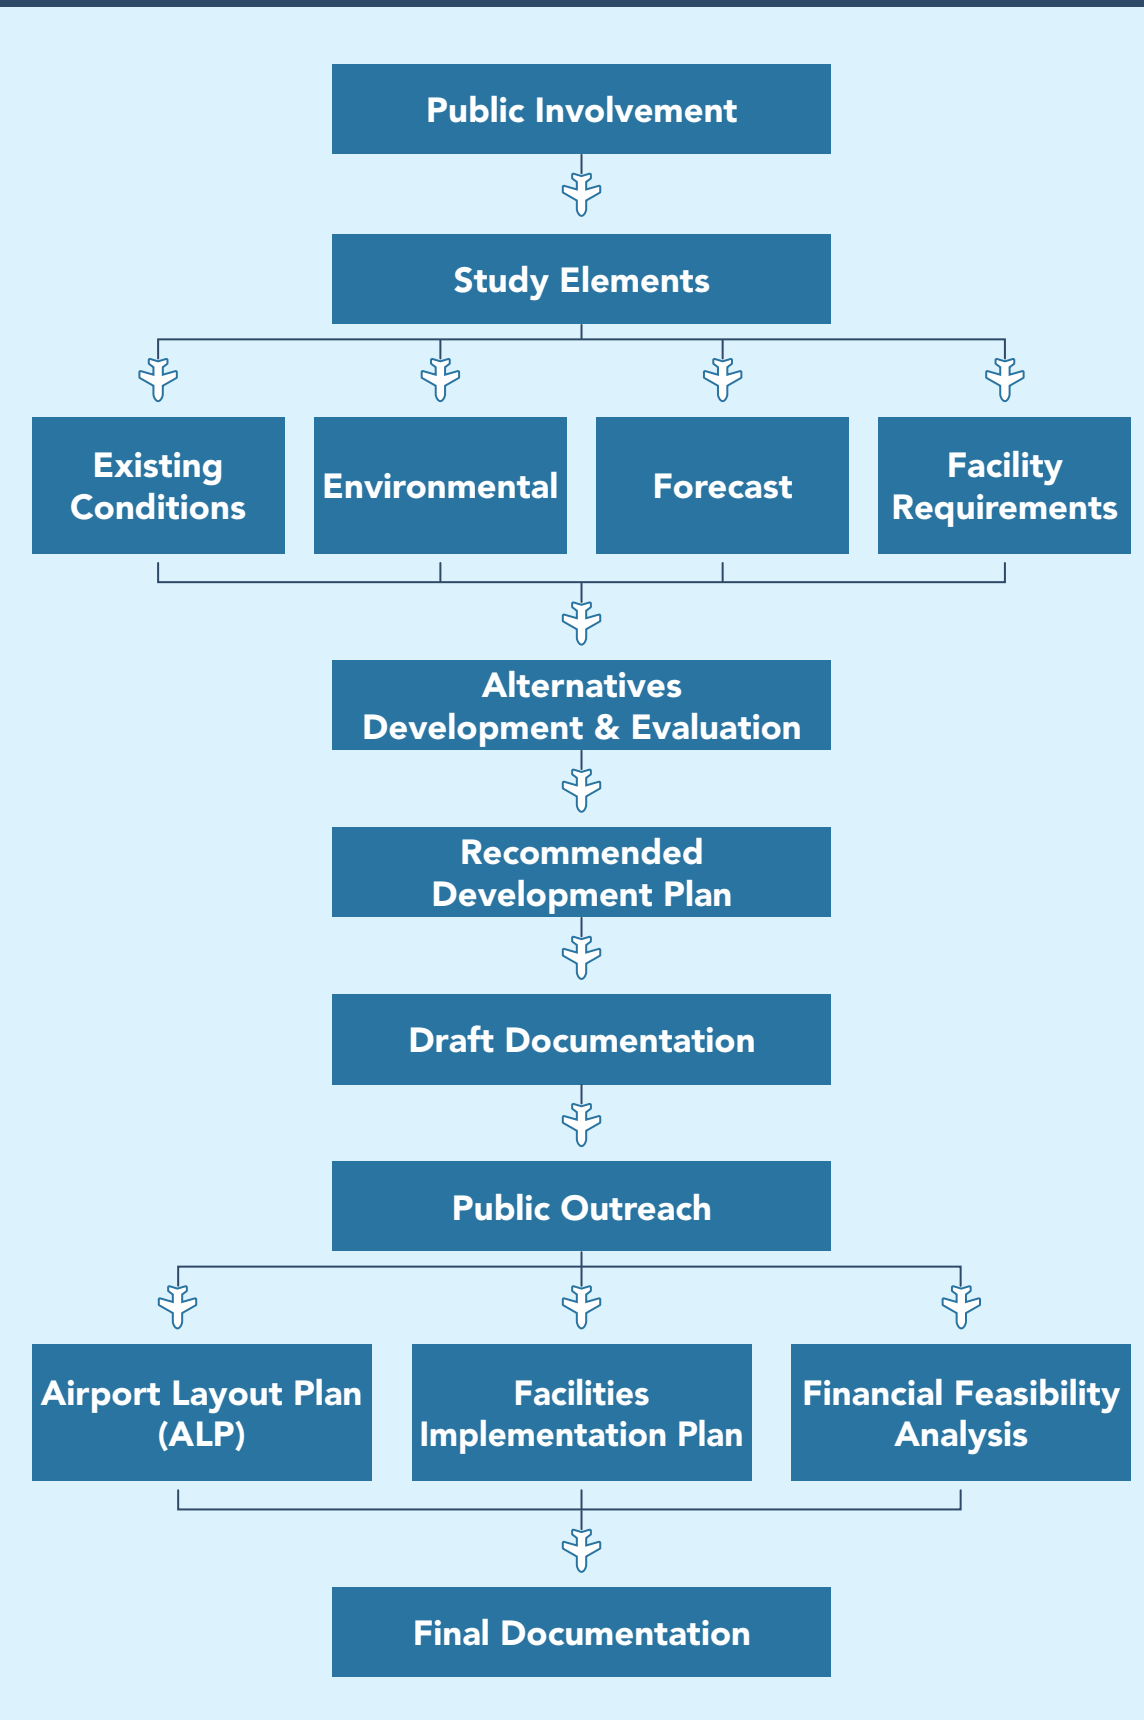 Public Involvement
Study Elements
Existing
Conditions
Environmental
Forecast
Facility
Requirements
Alternatives
Development & Evaluation
Recommended
Development Plan
Draft Documentation
Public Outreach
Airport Layout Plan
(ALP)
Facilities
Implementation Plan
Financial Feasibility
Analysis
Final Documentation